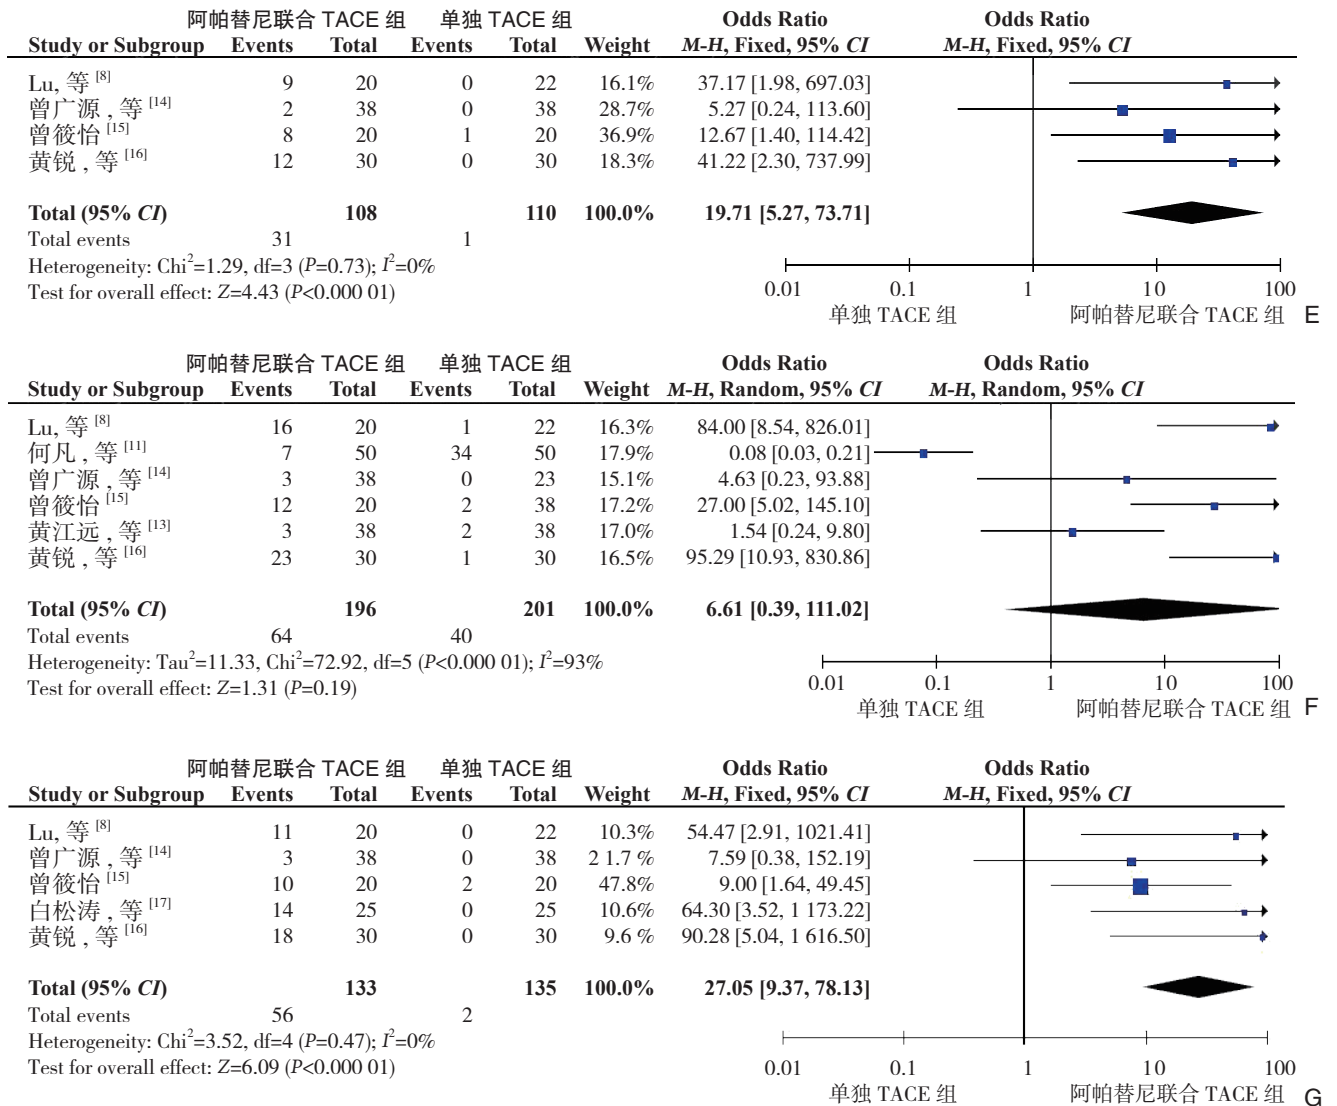 阿帕替尼联合 TACE 组 单独 TACE 组 Odds Ratio Odds Ratio
Study or Subgroup Events Total Events Total Weight M-H, Fixed, 95% CI M-H, Fixed, 95% CI
Lu, 等 [8] 9 20 0 22 16.1% 37.17 [1.98, 697.03]
曾广源 , 等 [14] 2 38 0 38 28.7% 5.27 [0.24, 113.60]
曾筱怡 [15] 8 20 1 20 36.9% 12.67 [1.40, 114.42]
黄锐 , 等 [16] 12 30 0 30 18.3% 41.22 [2.30, 737.99]
Total (95% CI) 108 110 100.0% 19.71 [5.27, 73.71]
Total events 31 1
Heterogeneity: Chi²=1.29, df=3 (P=0.73); I²=0%
Test for overall effect: Z=4.43 (P<0.000 01)
0.01 0.1 1 10 100
单独 TACE 组 阿帕替尼联合 TACE 组 E
阿帕替尼联合 TACE 组 单独 TACE 组 Odds Ratio Odds Ratio
Study or Subgroup Events Total Events Total Weight M-H, Random, 95% CI M-H, Random, 95% CI
Lu, 等 [8] 16 20 1 22 16.3% 84.00 [8.54, 826.01]
何凡 , 等 [11] 7 50 34 50 17.9% 0.08 [0.03, 0.21]
曾广源 , 等 [14] 3 38 0 23 15.1% 4.63 [0.23, 93.88]
曾筱怡 [15] 12 20 2 38 17.2% 27.00 [5.02, 145.10]
黄江远 , 等 [13] 3 38 2 38 17.0% 1.54 [0.24, 9.80]
黄锐 , 等 [16] 23 30 1 30 16.5% 95.29 [10.93, 830.86]
Total (95% CI) 196 201 100.0% 6.61 [0.39, 111.02]
Total events 64 40
Heterogeneity: Tau²=11.33, Chi²=72.92, df=5 (P<0.000 01); I²=93%
Test for overall effect: Z=1.31 (P=0.19)
0.01 0.1 1 10 100
单独 TACE 组 阿帕替尼联合 TACE 组 F
阿帕替尼联合 TACE 组 单独 TACE 组 Odds Ratio Odds Ratio
Study or Subgroup Events Total Events Total Weight M-H, Fixed, 95% CI M-H, Fixed, 95% CI
Lu, 等 [8] 11 20 0 22 10.3% 54.47 [2.91, 1021.41]
曾广源 , 等 [14] 3 38 0 38 2 1.7 % 7.59 [0.38, 152.19]
曾筱怡 [15] 10 20 2 20 47.8% 9.00 [1.64, 49.45]
白松涛 , 等 [17] 14 25 0 25 10.6% 64.30 [3.52, 1 173.22]
黄锐 , 等 [16] 18 30 0 30 9.6 % 90.28 [5.04, 1 616.50]
Total (95% CI) 133 135 100.0% 27.05 [9.37, 78.13]
Total events 56 2
Heterogeneity: Chi²=3.52, df=4 (P=0.47); I²=0%
Test for overall effect: Z=6.09 (P<0.000 01)
0.01 0.1 1 10 100
单独 TACE 组 阿帕替尼联合 TACE 组 G